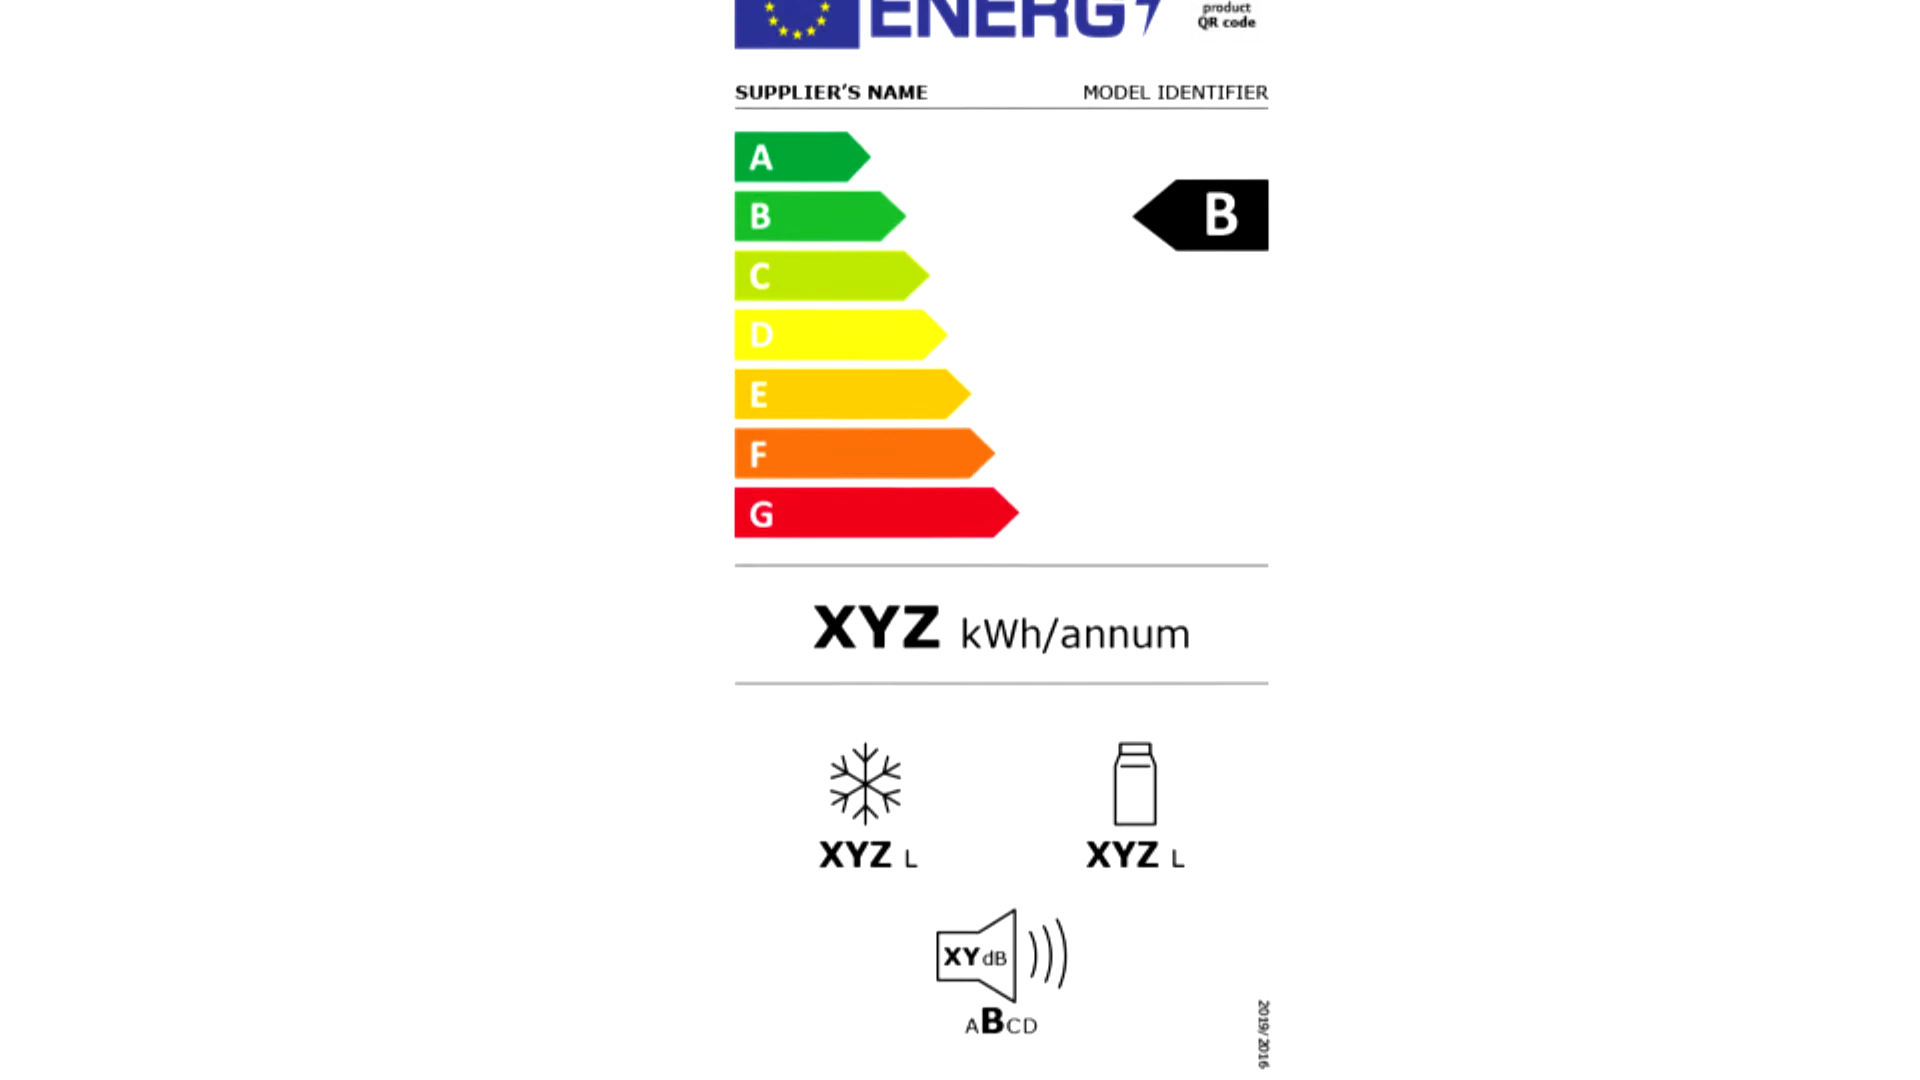 ENERG
product
QR code
SUPPLIER'S NAME MODEL IDENTIFIER
A
B
B
C
D
E
F
G
XYZ kWh/annum
XYZ L XYZ L
XY dB
ABCD
2019/2016